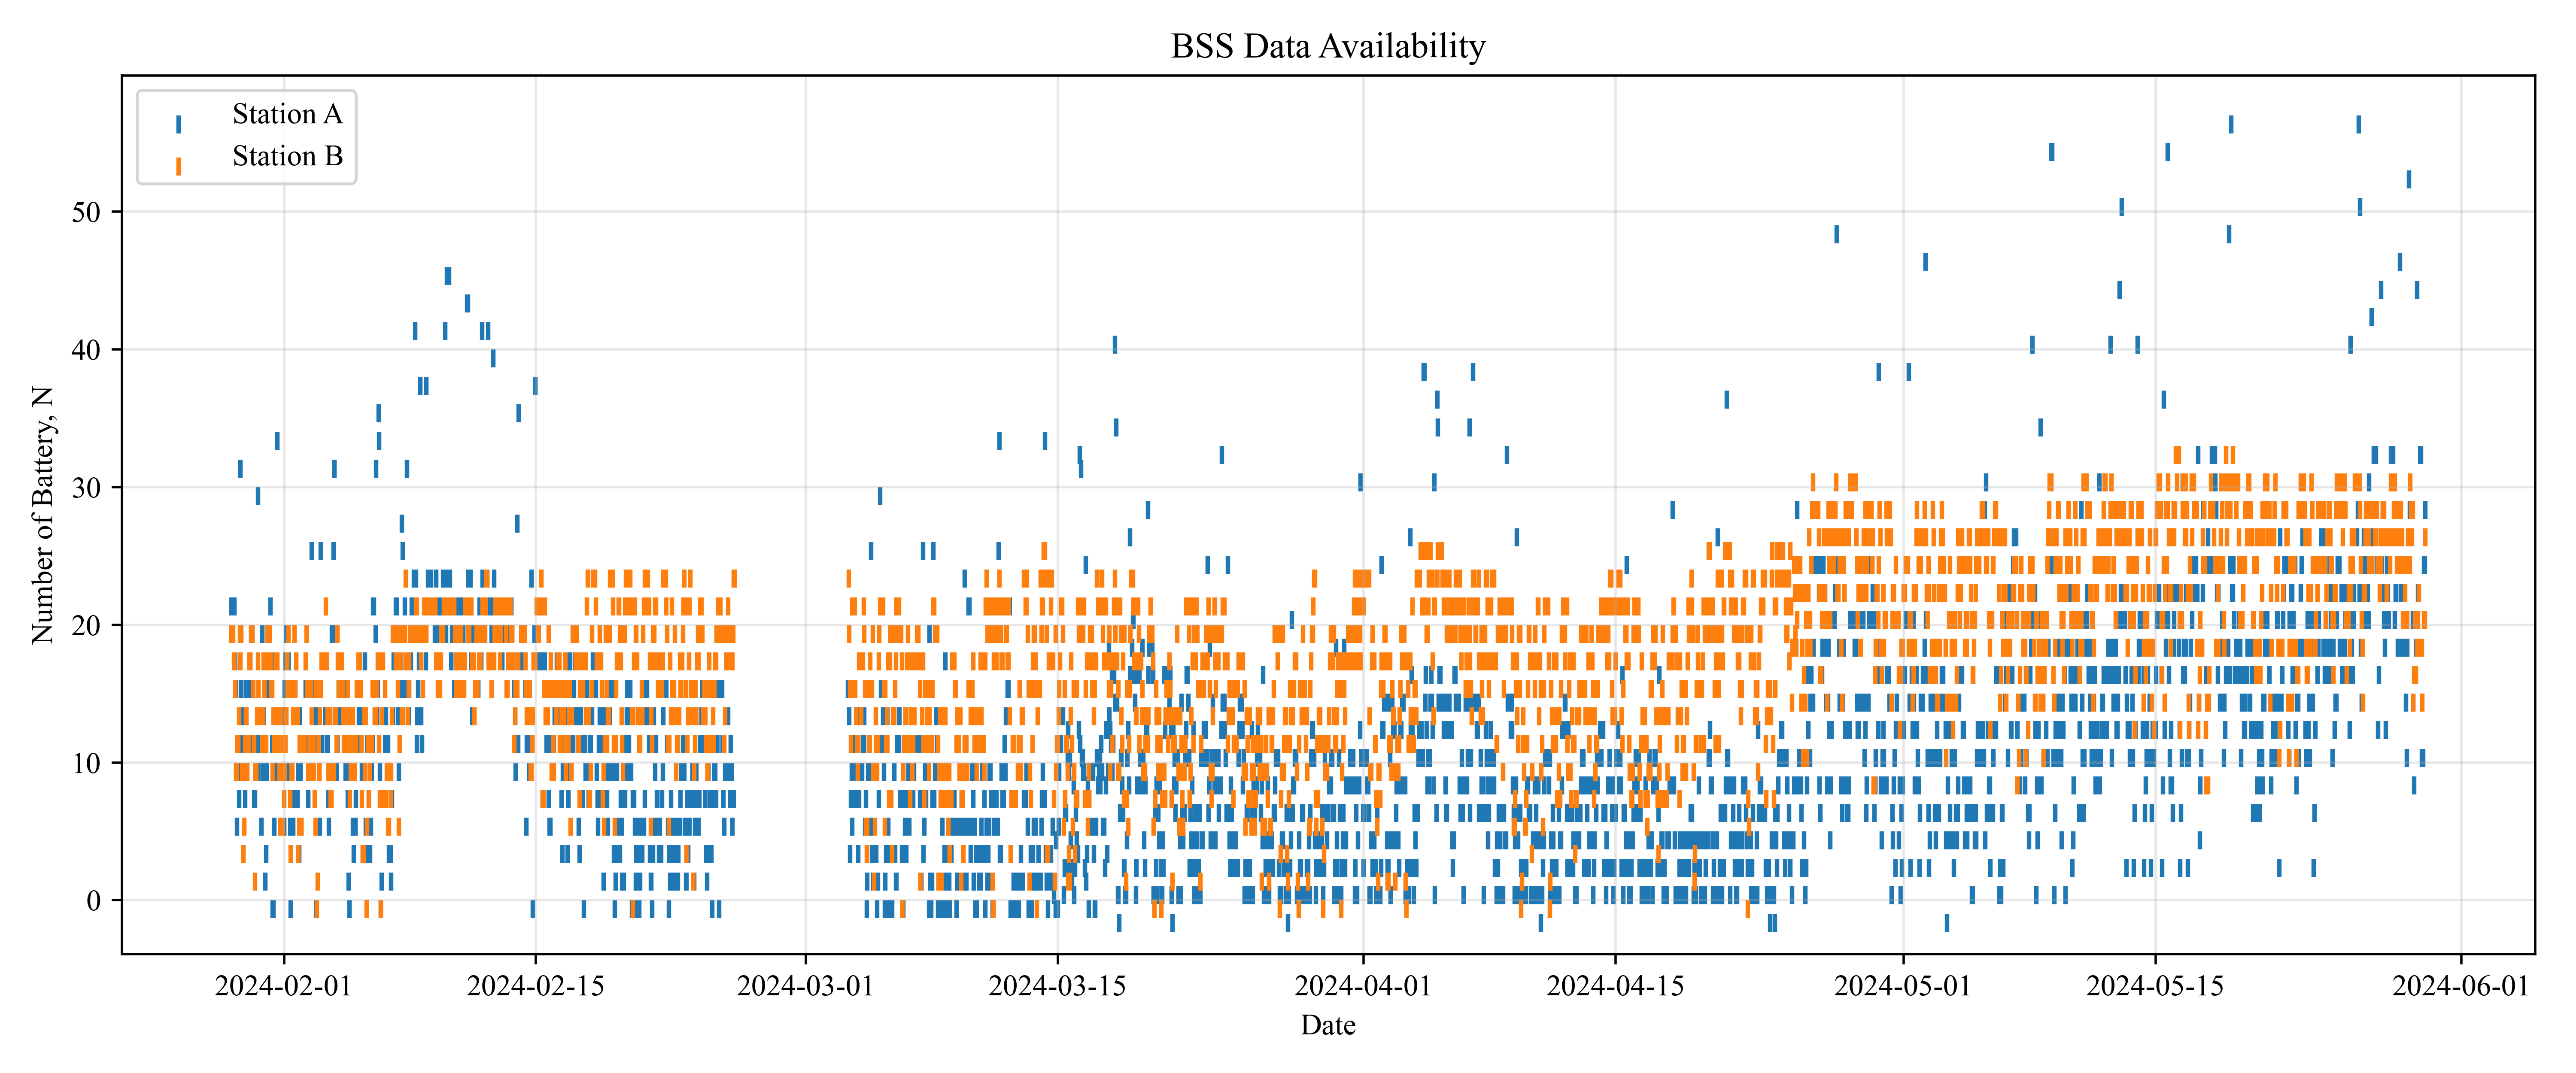 BSS Data Availability
Station A
Station B
Number of Battery, N
50
40
30
20
10
0
2024-02-01 2024-02-15 2024-03-01 2024-03-15 2024-04-01 2024-04-15 2024-05-01 2024-05-15 2024-06-01
Date